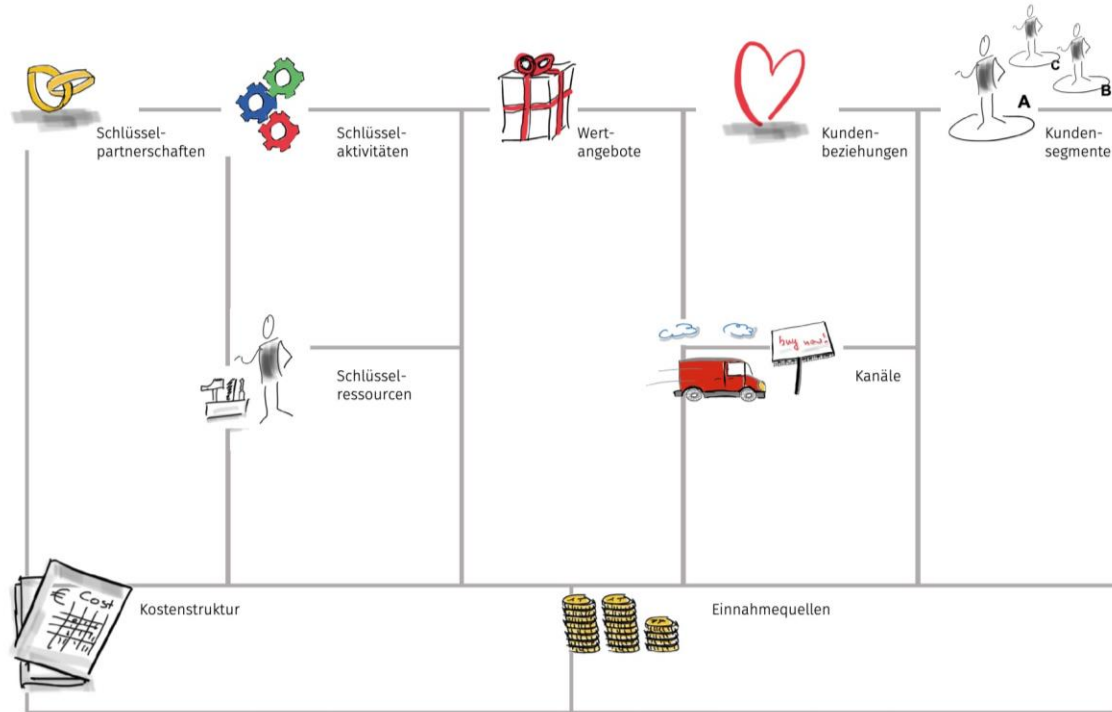 C
B
A
Schlüssel-
partnerschaften
Schlüssel-
aktivitäten
Wert-
angebote
Kunden-
beziehungen
Kunden-
segmente
buy now!
Schlüssel-
ressourcen
Kanäle
€ Cost
Kostenstruktur
Einnahmequellen